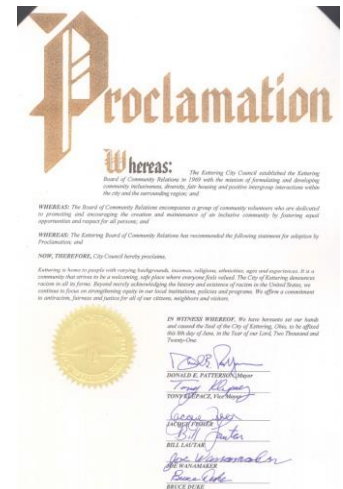 Proclamation
Whereas: The Kettering City Council established the Kettering
Board of Community Relations in 1969 with the mission of formulating and developing
community inclusiveness, diversity, fair housing and positive intergroup interactions within
the city and the surrounding region; and
WHEREAS: The Board of Community Relations encompasses a group of community volunteers who are dedicated
to promoting and encouraging the creation and maintenance of an inclusive community by fostering equal
opportunities and respect for all persons; and
WHEREAS: The Kettering Board of Community Relations has recommended the following statement for adoption by
Proclamation, and
NOW, THEREFORE, City Council hereby proclaims,
Kettering is home to people with varying backgrounds, incomes, religions, ethnicities, ages and experiences. It is a
community that strives to be a welcoming, safe place where everyone feels valued. The City of Kettering denounces
racism in all its forms. Beyond merely acknowledging the history and existence of racism in the United States, we
continue to focus on strengthening equity in our local institutions, policies and programs. We affirm a commitment
to antiracism, fairness and justice for all of our citizens, neighbors and visitors.
IN WITNESS WHEREOF, We have hereunto set our hands
and caused the Seal of the City of Kettering, Ohio, to be affixed
this 8th day of June, in the Year of our Lord, Two Thousand and
Twenty-One.
DONALD E. PATTERSON, Mayor
Tony Klepacz
TONY KLEPACZ, Vice Mayor
Jacque Fisher
JACQUE FISHER
Bill Lautar
BILL LAUTAR
Joe Wanamaker
JOE WANAMAKER
Bruce Duke
BRUCE DUKE